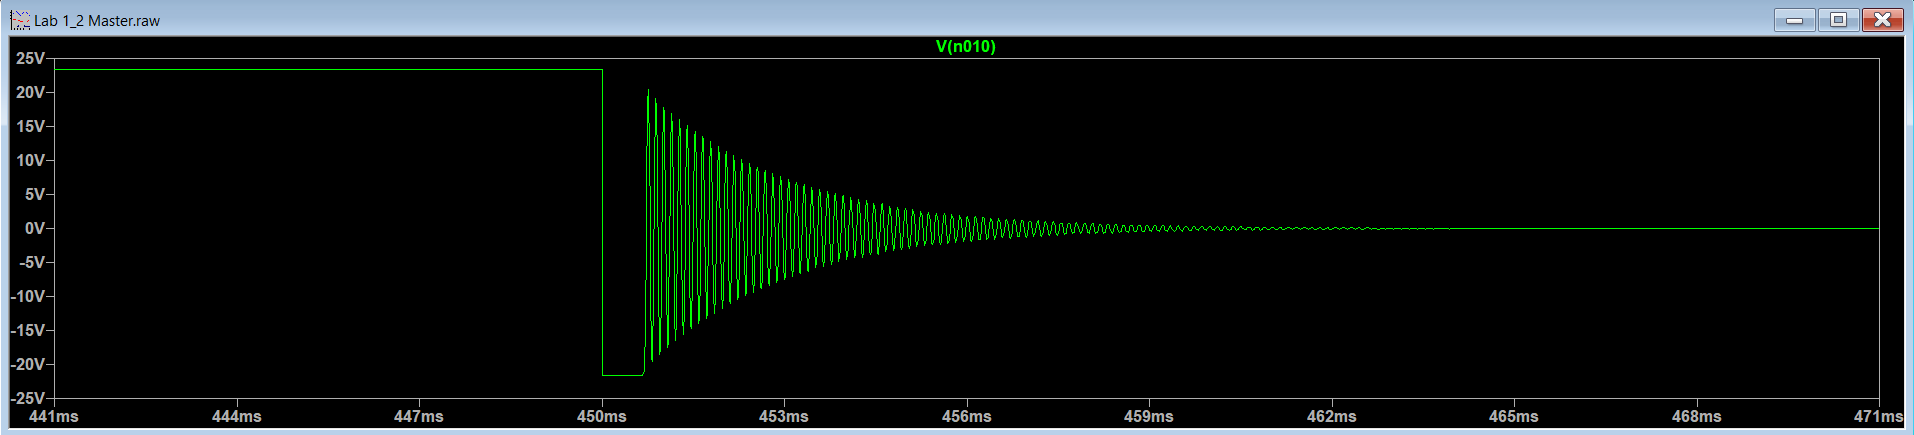 Lab 1_2 Master.raw
V(n010)
25V
20V
15V
10V
5V
0V
-5V
-10V
-15V
-20V
-25V
441ms 444ms 447ms 450ms 453ms 456ms 459ms 462ms 465ms 468ms 471ms